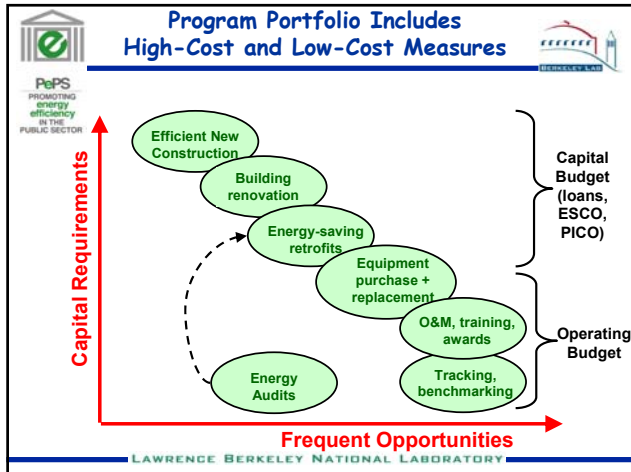 Program Portfolio Includes
High-Cost and Low-Cost Measures
PePS
PROMOTING
energy
efficiency
IN THE
PUBLIC SECTOR
BERKELEY LAB
Capital Requirements
Efficient New
Construction
Building
renovation
Energy-saving
retrofits
Equipment
purchase +
replacement
O&M, training,
awards
Tracking,
benchmarking
Energy
Audits
Capital
Budget
(loans,
ESCO,
PICO)
Operating
Budget
Frequent Opportunities
LAWRENCE BERKELEY NATIONAL LABORATORY